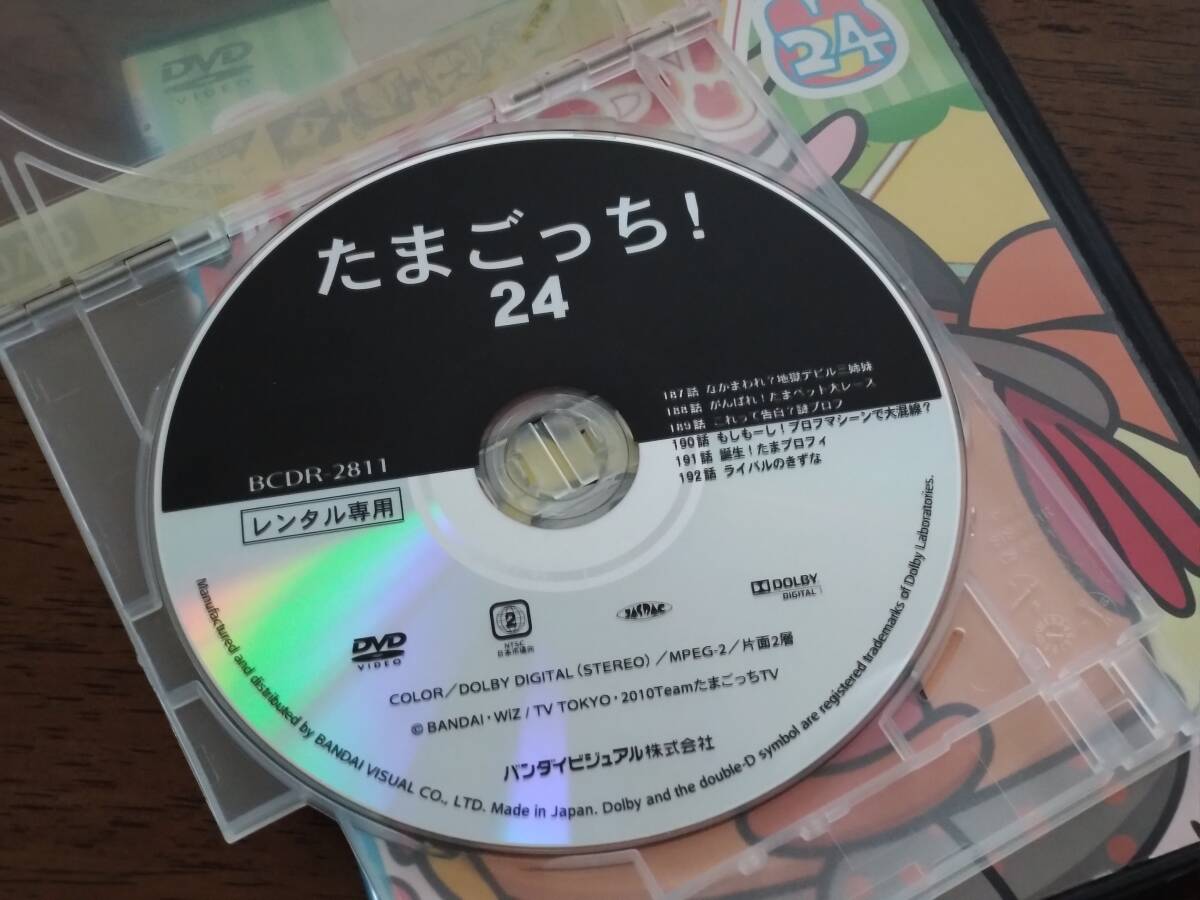 DVD
VIDEO
24
たまごっち!
24
187話 なかまわれ?地獄デビル三姉妹
188話 がんばれ!たまペット大レース
189話 これって告白?謎プロフ
190話 もしもーし!プロフマシーンで大混線?
191話 誕生!たまプロフィ
192話 ライバルのきずな
BCDR-2811
レンタル専用
DVD
VIDEO
2
NTSC
日本市場向
JASRAC
DOLBY
DIGITAL
COLOR/DOLBY DIGITAL(STEREO)/MPEG-2/片面2層
© BANDAI・WiZ / TV TOKYO・2010TeamたまごっちTV
バンダイビジュアル株式会社
Manufactured and distributed by BANDAI VISUAL CO., LTD. Made in Japan. Dolby and the double-D symbol are registered trademarks of Dolby Laboratories.